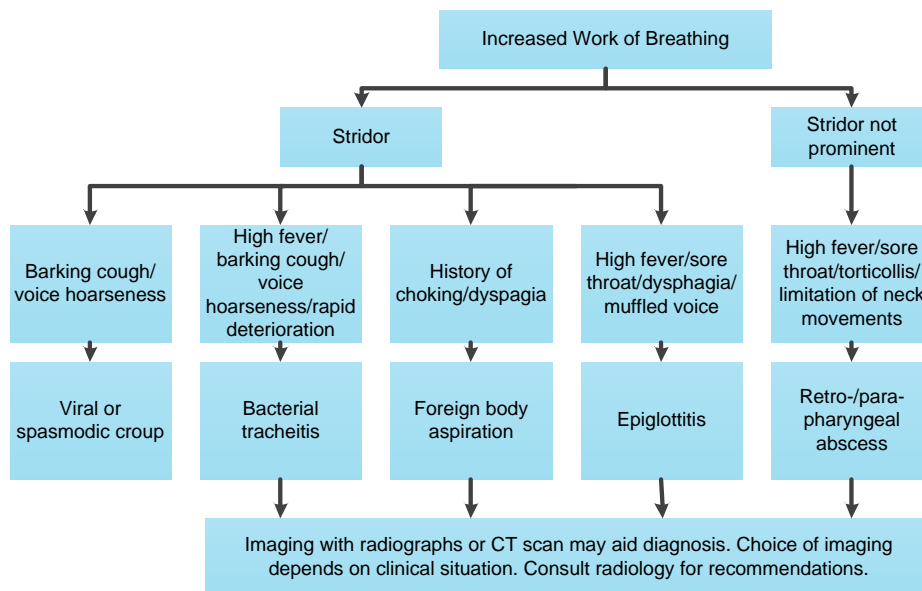 Increased Work of Breathing
Stridor
Stridor not
prominent
Barking cough/
voice hoarseness
High fever/
barking cough/
voice
hoarseness/rapid
deterioration
History of
choking/dyspagia
High fever/sore
throat/dysphagia/
muffled voice
High fever/sore
throat/torticollis/
limitation of neck
movements
Viral or
spasmodic croup
Bacterial
tracheitis
Foreign body
aspiration
Epiglottitis
Retro-/para-
pharyngeal
abscess
Imaging with radiographs or CT scan may aid diagnosis. Choice of imaging
depends on clinical situation. Consult radiology for recommendations.